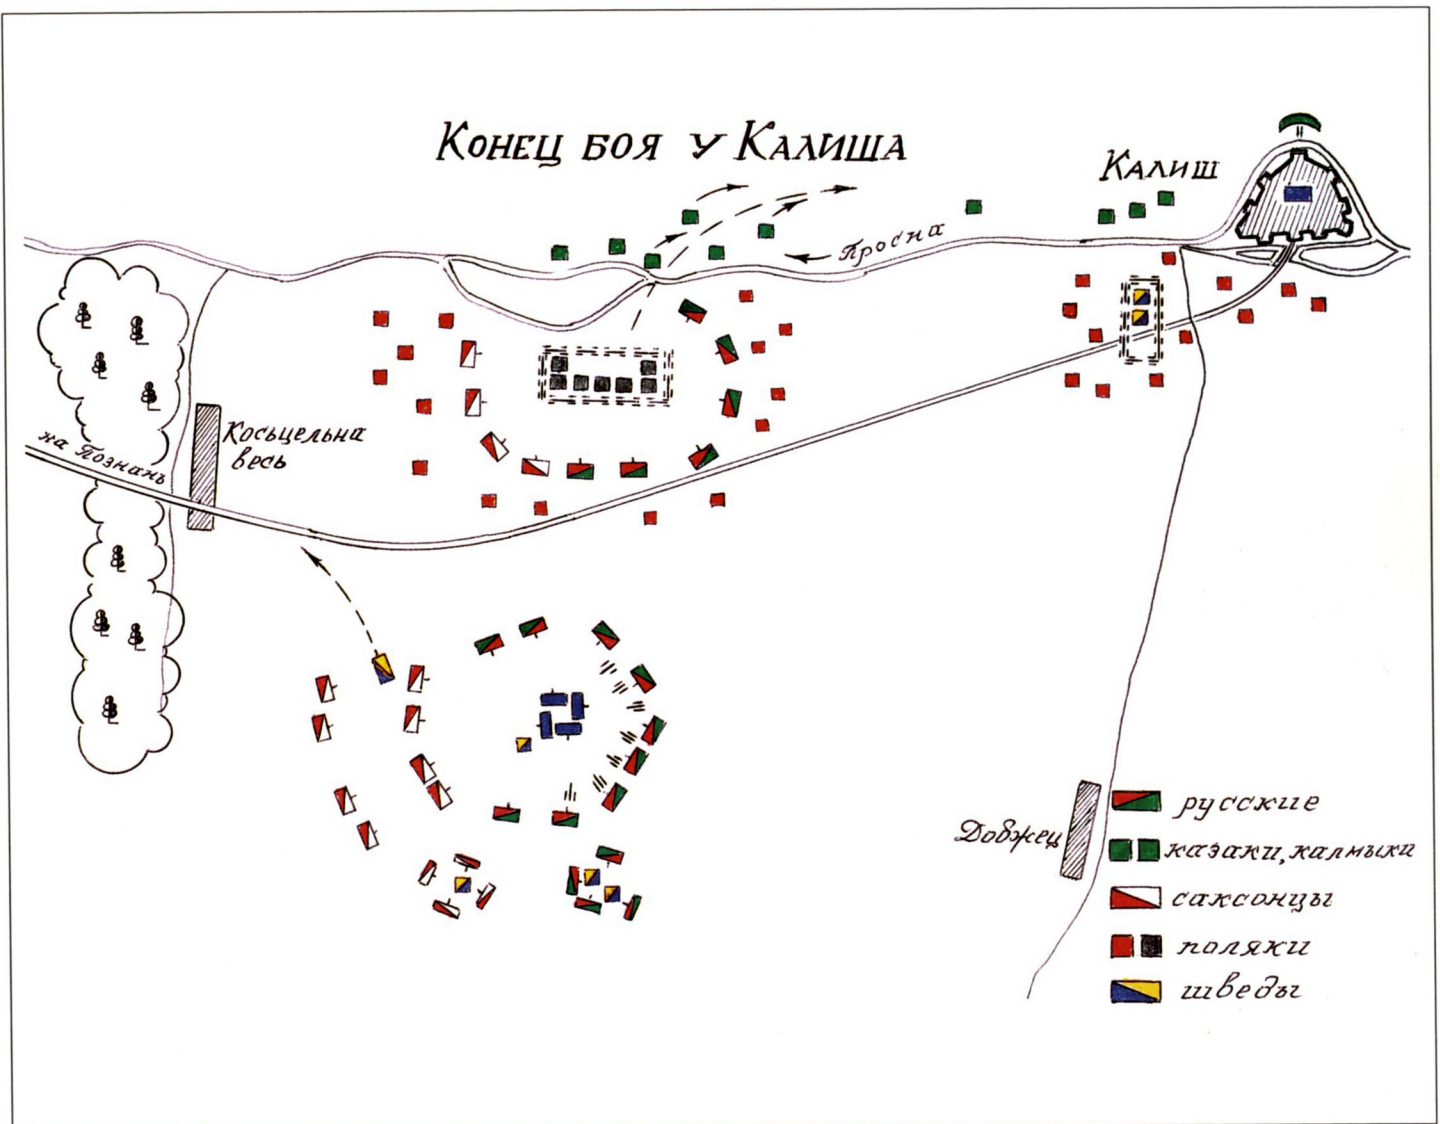 Конец боя у Калиша
Калиш
Просна
Косьцельна
весь
на Познань
Добжец
русские
казаки, калмыки
саксонцы
поляки
шведы